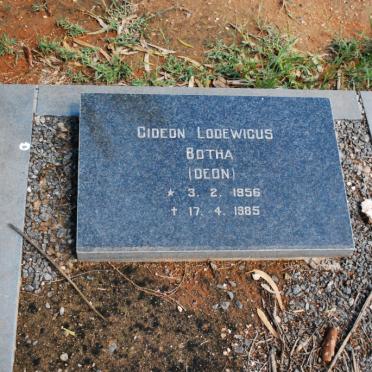 Gideon Lodewicus
Botha
(Deon)
* 3. 2. 1956
† 17. 4. 1985